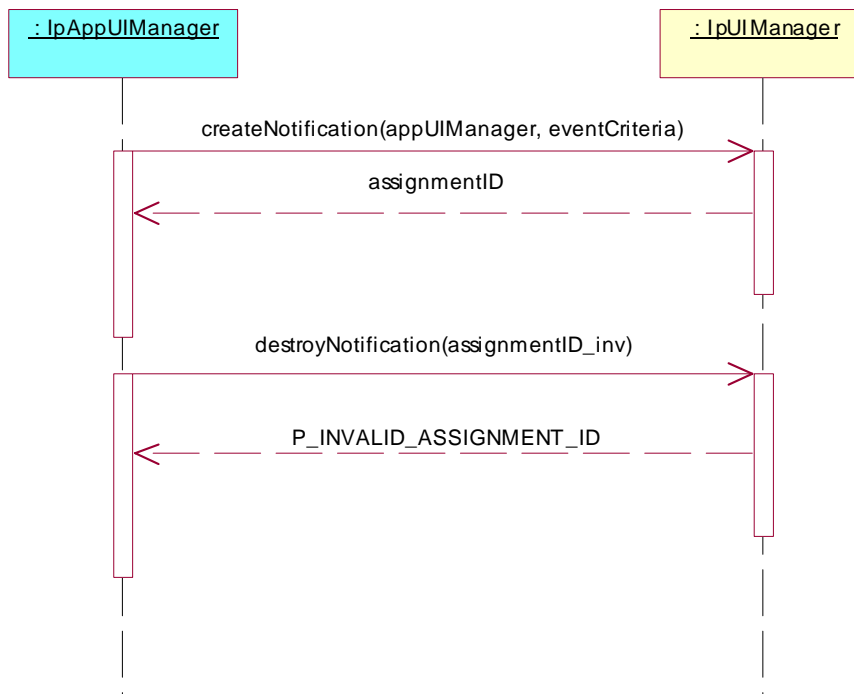 : IpAppUIManager
: IpUIManager
createNotification(appUIManager, eventCriteria)
assignmentID
destroyNotification(assignmentID_inv)
P_INVALID_ASSIGNMENT_ID